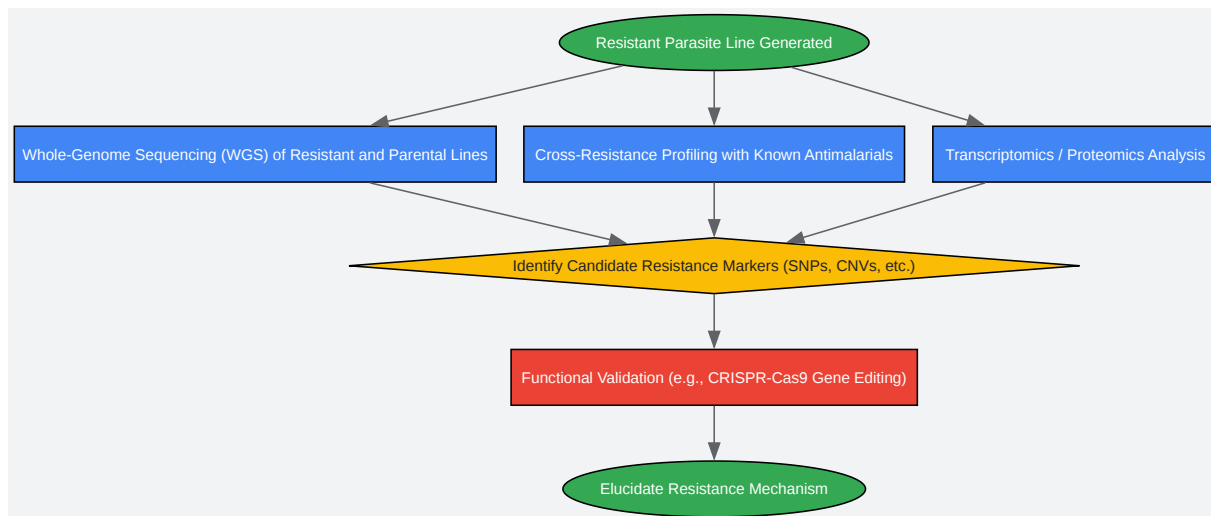 Resistant Parasite Line Generated
Whole-Genome Sequencing (WGS) of Resistant and Parental Lines
Cross-Resistance Profiling with Known Antimalarials
Transcriptomics / Proteomics Analysis
Identify Candidate Resistance Markers (SNPs, CNVs, etc.)
Functional Validation (e.g., CRISPR-Cas9 Gene Editing)
Elucidate Resistance Mechanism